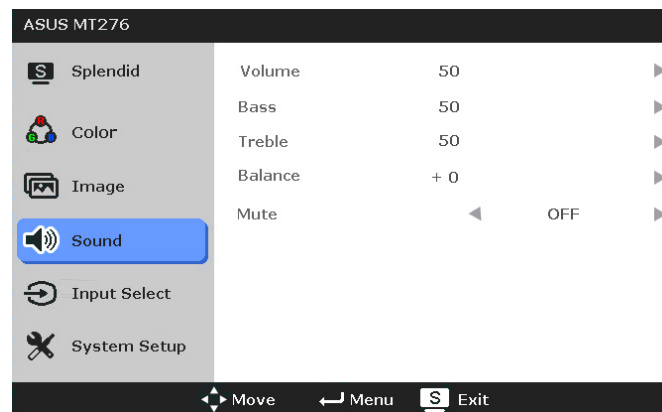 ASUS MT276
S Splendid
R
G B Color
Image
Sound
Input Select
System Setup
Volume 50
Bass 50
Treble 50
Balance + 0
Mute OFF
Move Menu S Exit